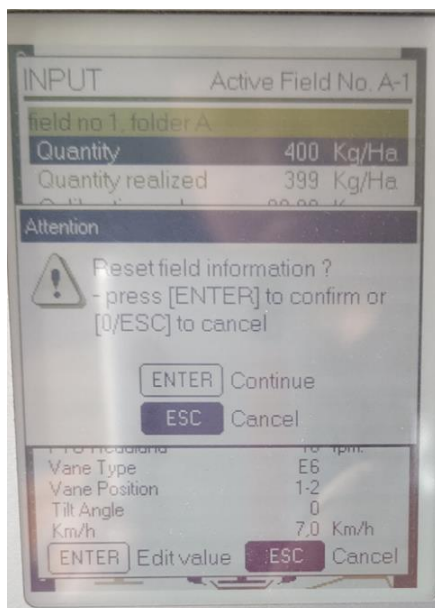 INPUT Active Field No. A-1
field no 1, folder A
Quantity 400 Kg/Ha
Quantity realized 399 Kg/Ha
Attention
Reset field information ?
- press [ENTER] to confirm or
[0/ESC] to cancel
ENTER Continue
ESC Cancel
Vane Type E6
Vane Position 1-2
Tilt Angle 0
Km/h 7,0 Km/h
ENTER Edit value ESC Cancel